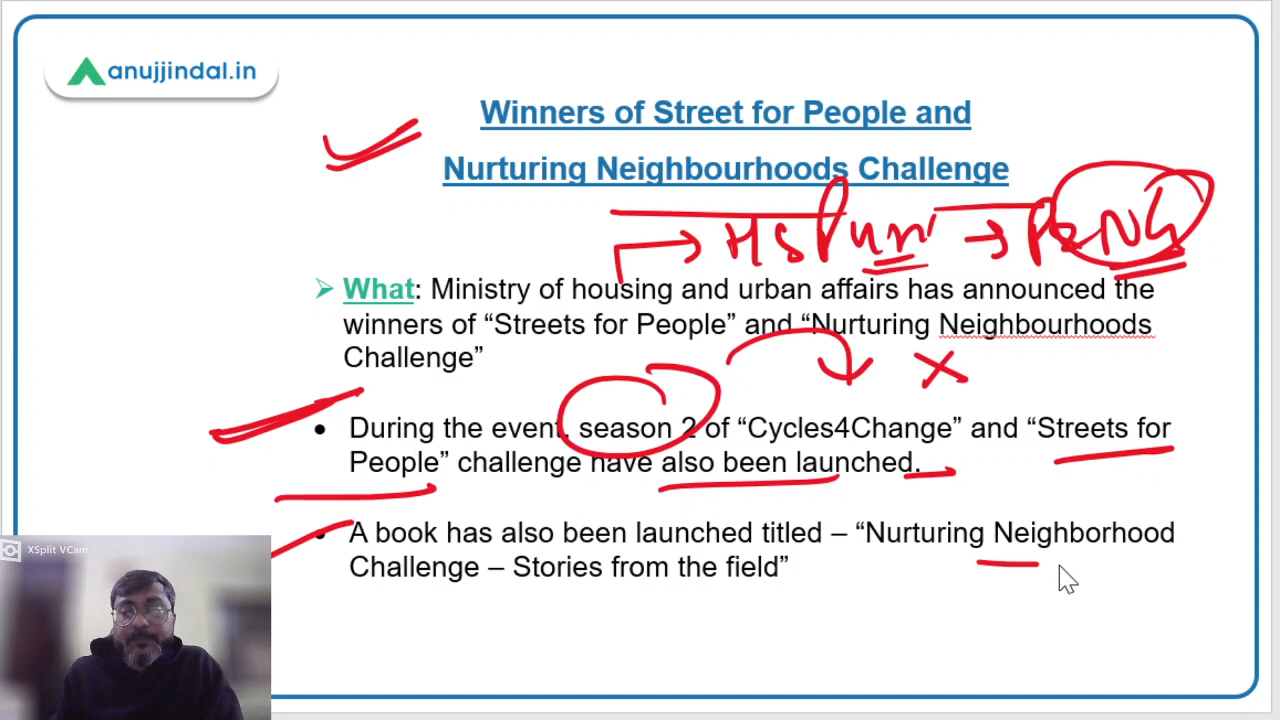 anujjindal.in
Winners of Street for People and
Nurturing Neighbourhoods Challenge
→ HSPuri → P&NG
➢ What: Ministry of housing and urban affairs has announced the
winners of “Streets for People” and “Nurturing Neighbourhoods
Challenge”
• During the event, season 2 of “Cycles4Change” and “Streets for
People” challenge have also been launched.
• A book has also been launched titled – “Nurturing Neighborhood
Challenge – Stories from the field”
XSplit VCam